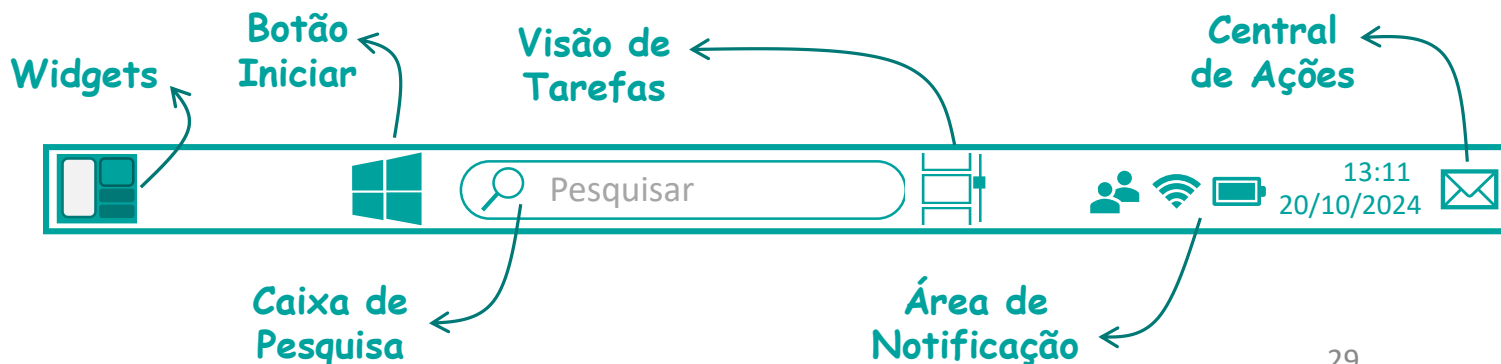 Widgets
Botão
Iniciar
Visão de
Tarefas
Central
de Ações
Pesquisar
13:11
20/10/2024
Caixa de
Pesquisa
Área de
Notificação
29